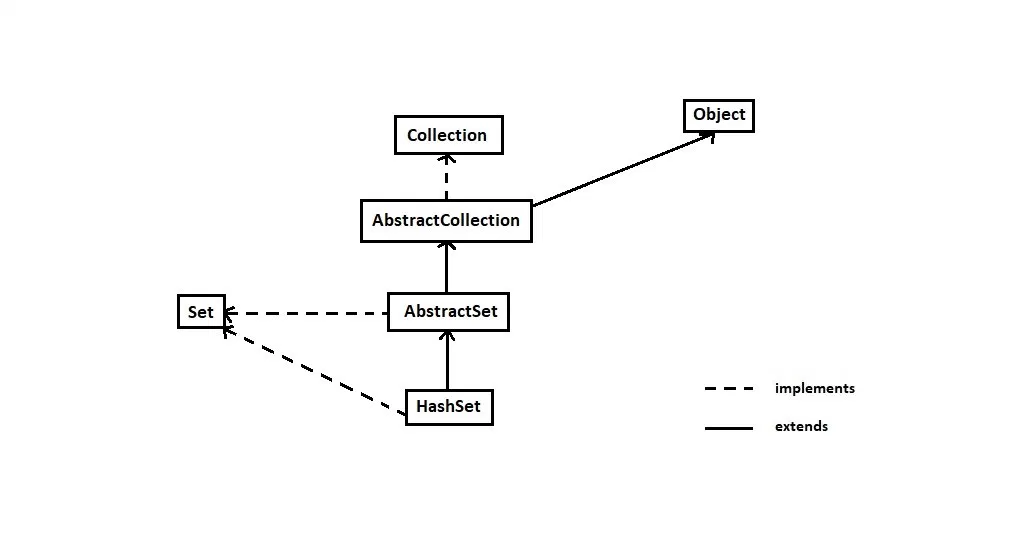 Object
Collection
AbstractCollection
Set
AbstractSet
HashSet
implements
extends